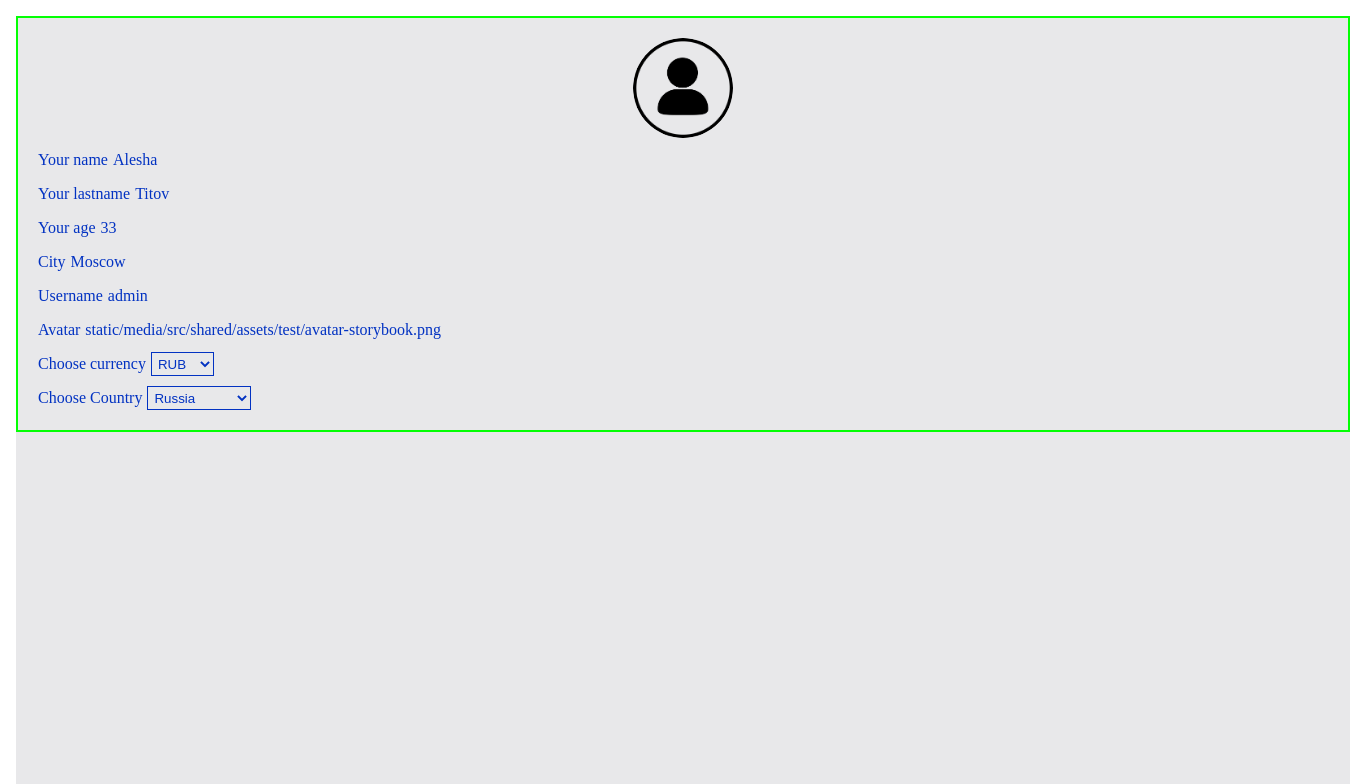 Your name Alesha
Your lastname Titov
Your age 33
City Moscow
Username admin
Avatar static/media/src/shared/assets/test/avatar-storybook.png
Choose currency RUB
Choose Country Russia